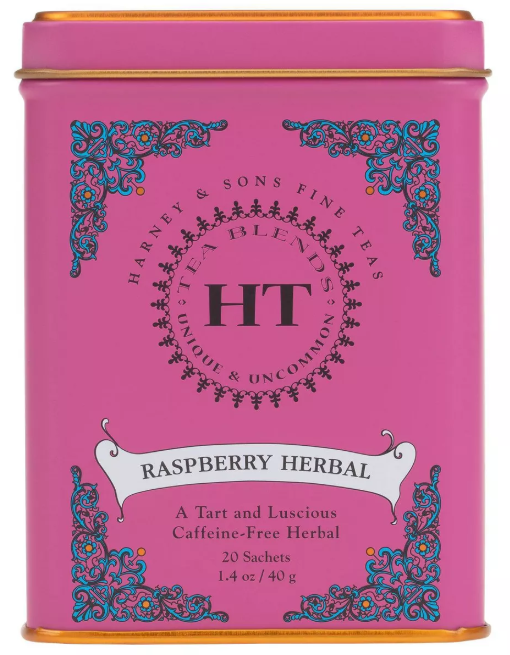 HARNEY & SONS FINE TEAS
TEA BLENDS
HT
UNIQUE & UNCOMMON
RASPBERRY HERBAL
A Tart and Luscious
Caffeine-Free Herbal
20 Sachets
1.4 oz / 40 g